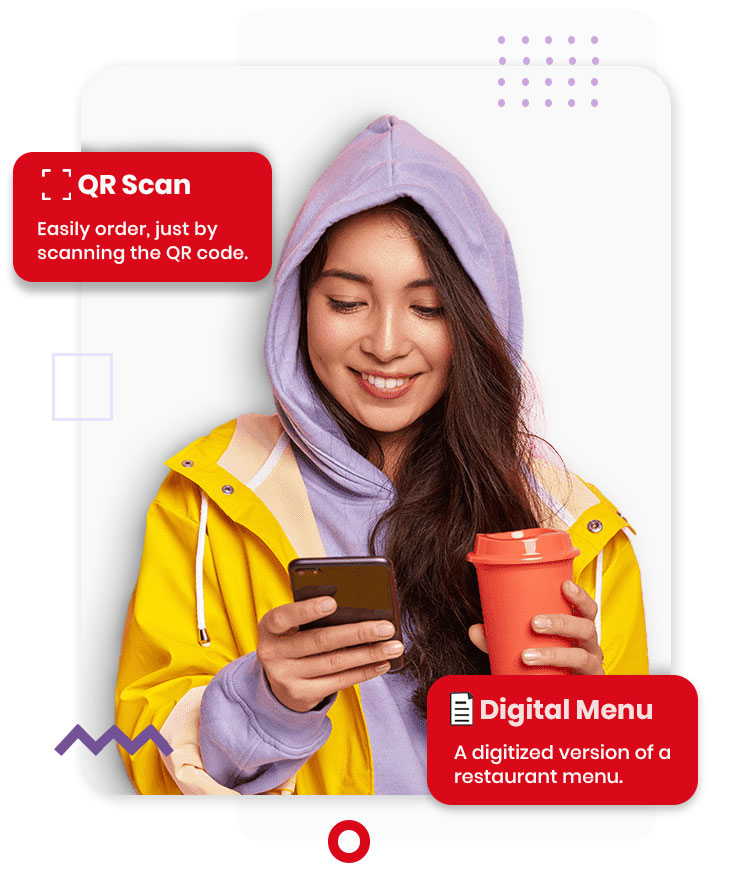 QR Scan
Easily order, just by
scanning the QR code.
Digital Menu
A digitized version of a
restaurant menu.